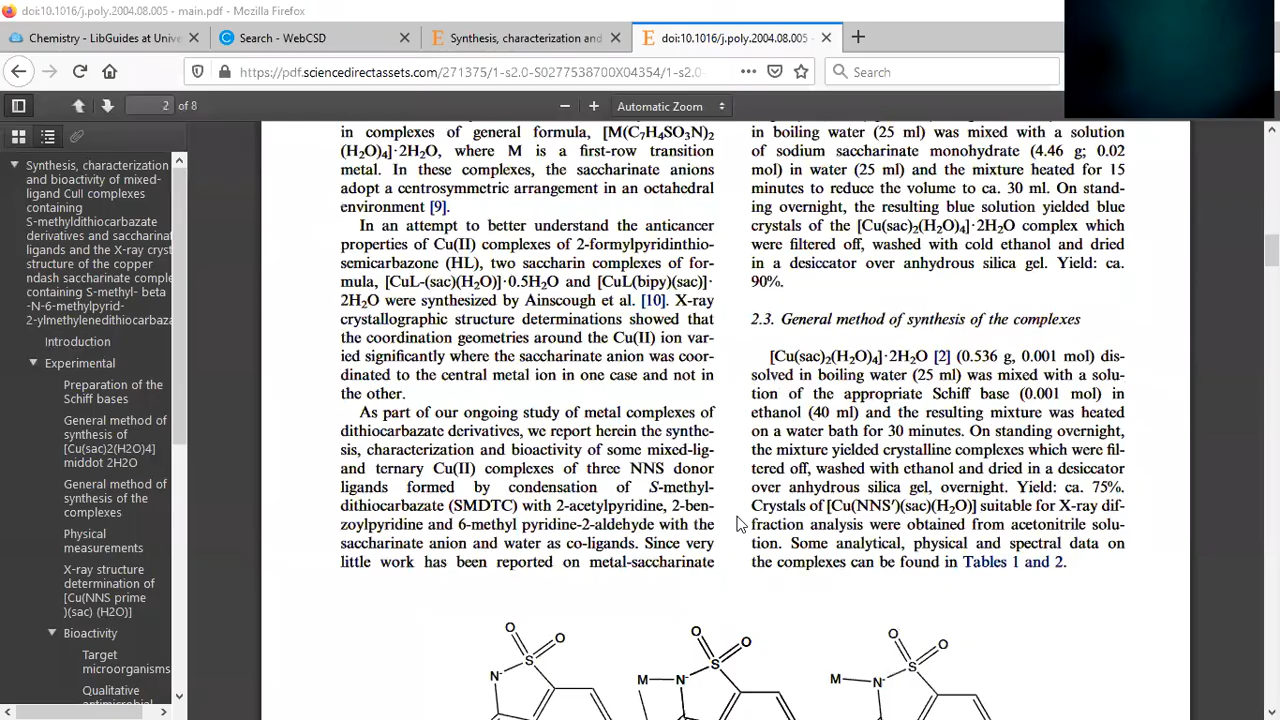 doi:10.1016/j.poly.2004.08.005 - main.pdf - Mozilla Firefox
Chemistry - LibGuides at Unive
Search - WebCSD
Synthesis, characterization and
doi:10.1016/j.poly.2004.08.005
https://pdf.sciencedirectassets.com/271375/1-s2.0-S0277538700X04354/1-s2.0-
Search
2 of 8
Automatic Zoom
Synthesis, characterization
and bioactivity of mixed-
ligand CuII complexes
containing
S-methyldithiocarbazate
derivatives and saccharinat
ligands and the X-ray cryst
structure of the copper
ndash saccharinate comple
containing S-methyl- beta
-N-6-methylpyrid-
2-ylmethylenedithiocarbaza
Introduction
Experimental
Preparation of the
Schiff bases
General method of
synthesis of
[Cu(sac)2(H2O)4]
middot 2H2O
General method of
synthesis of the
complexes
Physical
measurements
X-ray structure
determination of
[Cu(NNS prime
)(sac) (H2O)]
Bioactivity
Target
microorganisms
Qualitative
antimicrobial
in complexes of general formula, [M(C₇H₄SO₃N)₂
(H₂O)₄]·2H₂O, where M is a first-row transition
metal. In these complexes, the saccharinate anions
adopt a centrosymmetric arrangement in an octahedral
environment [9].
In an attempt to better understand the anticancer
properties of Cu(II) complexes of 2-formylpyridinthio-
semicarbazone (HL), two saccharin complexes of for-
mula, [CuL-(sac)(H₂O)]·0.5H₂O and [CuL(bipy)(sac)]·
2H₂O were synthesized by Ainscough et al. [10]. X-ray
crystallographic structure determinations showed that
the coordination geometries around the Cu(II) ion var-
ied significantly where the saccharinate anion was coor-
dinated to the central metal ion in one case and not in
the other.
As part of our ongoing study of metal complexes of
dithiocarbazate derivatives, we report herein the synthe-
sis, characterization and bioactivity of some mixed-lig-
and ternary Cu(II) complexes of three NNS donor
ligands formed by condensation of S-methyl-
dithiocarbazate (SMDTC) with 2-acetylpyridine, 2-ben-
zoylpyridine and 6-methyl pyridine-2-aldehyde with the
saccharinate anion and water as co-ligands. Since very
little work has been reported on metal-saccharinate
in boiling water (25 ml) was mixed with a solution
of sodium saccharinate monohydrate (4.46 g; 0.02
mol) in water (25 ml) and the mixture heated for 15
minutes to reduce the volume to ca. 30 ml. On stand-
ing overnight, the resulting blue solution yielded blue
crystals of the [Cu(sac)₂(H₂O)₄]·2H₂O complex which
were filtered off, washed with cold ethanol and dried
in a desiccator over anhydrous silica gel. Yield: ca.
90%.
2.3. General method of synthesis of the complexes
[Cu(sac)₂(H₂O)₄]·2H₂O [2] (0.536 g, 0.001 mol) dis-
solved in boiling water (25 ml) was mixed with a solu-
tion of the appropriate Schiff base (0.001 mol) in
ethanol (40 ml) and the resulting mixture was heated
on a water bath for 30 minutes. On standing overnight,
the mixture yielded crystalline complexes which were fil-
tered off, washed with ethanol and dried in a desiccator
over anhydrous silica gel, overnight. Yield: ca. 75%.
Crystals of [Cu(NNS′)(sac)(H₂O)] suitable for X-ray dif-
fraction analysis were obtained from acetonitrile solu-
tion. Some analytical, physical and spectral data on
the complexes can be found in Tables 1 and 2.
O O S N-
O O S M N-
O O S M N-